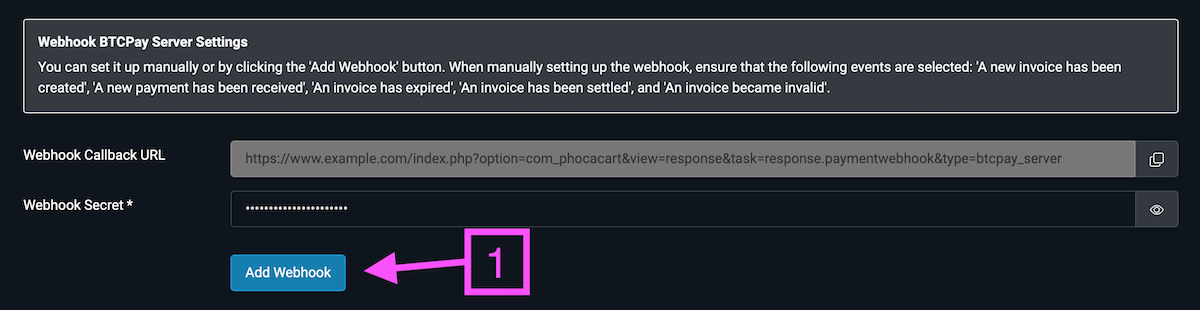 Webhook BTCPay Server Settings
You can set it up manually or by clicking the 'Add Webhook' button. When manually setting up the webhook, ensure that the following events are selected: 'A new invoice has been
created', 'A new payment has been received', 'An invoice has expired', 'An invoice has been settled', and 'An invoice became invalid'.
Webhook Callback URL
https://www.example.com/index.php?option=com_phocacart&view=response&task=response.paymentwebhook&type=btcpay_server
Webhook Secret *
Add Webhook
1